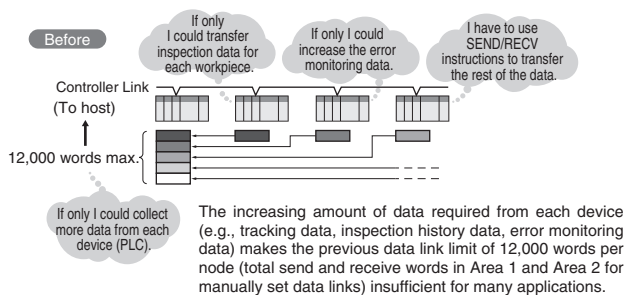 Before
If only
I could transfer
inspection data for
each workpiece.
If only I could
increase the error
monitoring data.
I have to use
SEND/RECV
instructions to transfer
the rest of the data.
Controller Link
(To host)
12,000 words max.
If only I could collect
more data from each
device (PLC).
The increasing amount of data required from each device
(e.g., tracking data, inspection history data, error monitoring
data) makes the previous data link limit of 12,000 words per
node (total send and receive words in Area 1 and Area 2 for
manually set data links) insufficient for many applications.